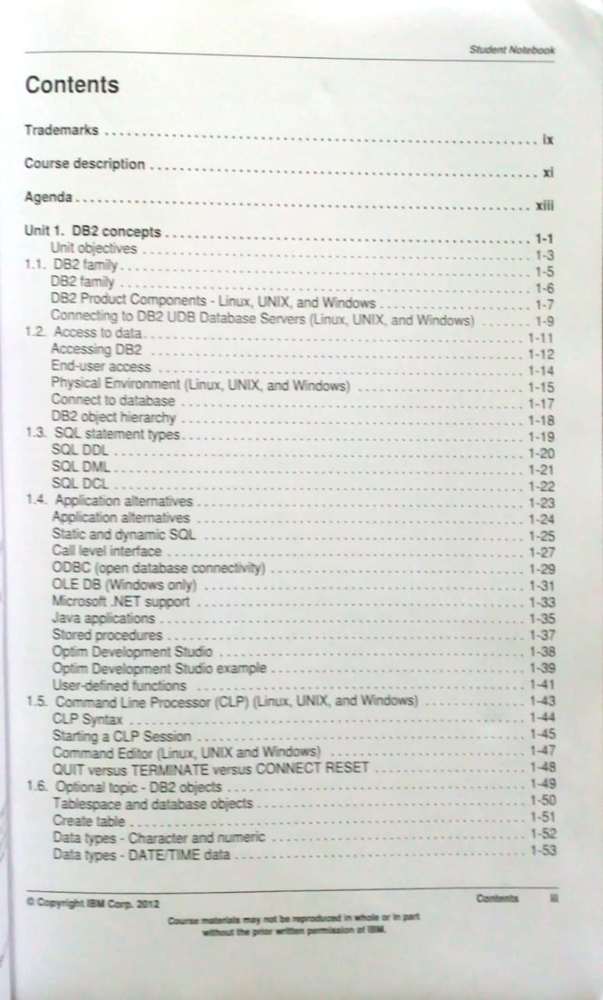 Student Notebook
Contents
Trademarks . . . . . . . . . . ix
Course description . . . . . . . . . . xi
Agenda . . . . . . . . . . xiii
Unit 1. DB2 concepts . . . . . . . . . . 1-1
Unit objectives . . . . . . . . . . 1-3
1.1. DB2 family . . . . . . . . . . 1-5
DB2 family . . . . . . . . . . 1-6
DB2 Product Components - Linux, UNIX, and Windows . . . . . . . . . . 1-7
Connecting to DB2 UDB Database Servers (Linux, UNIX, and Windows) . . . . . . . 1-9
1.2. Access to data . . . . . . . . . . 1-11
Accessing DB2 . . . . . . . . . . 1-12
End-user access . . . . . . . . . . 1-14
Physical Environment (Linux, UNIX, and Windows) . . . . . . . . . . 1-15
Connect to database . . . . . . . . . . 1-17
DB2 object hierarchy . . . . . . . . . . 1-18
1.3. SQL statement types . . . . . . . . . . 1-19
SQL DDL . . . . . . . . . . 1-20
SQL DML . . . . . . . . . . 1-21
SQL DCL . . . . . . . . . . 1-22
1.4. Application alternatives . . . . . . . . . . 1-23
Application alternatives . . . . . . . . . . 1-24
Static and dynamic SQL . . . . . . . . . . 1-25
Call level interface . . . . . . . . . . 1-27
ODBC (open database connectivity) . . . . . . . . . . 1-29
OLE DB (Windows only) . . . . . . . . . . 1-31
Microsoft .NET support . . . . . . . . . . 1-33
Java applications . . . . . . . . . . 1-35
Stored procedures . . . . . . . . . . 1-37
Optim Development Studio . . . . . . . . . . 1-38
Optim Development Studio example . . . . . . . . . . 1-39
User-defined functions . . . . . . . . . . 1-41
1.5. Command Line Processor (CLP) (Linux, UNIX, and Windows) . . . . . . . . . . 1-43
CLP Syntax . . . . . . . . . . 1-44
Starting a CLP Session . . . . . . . . . . 1-45
Command Editor (Linux, UNIX and Windows) . . . . . . . . . . 1-47
QUIT versus TERMINATE versus CONNECT RESET . . . . . . . . . . 1-48
1.6. Optional topic - DB2 objects . . . . . . . . . . 1-49
Tablespace and database objects . . . . . . . . . . 1-50
Create table . . . . . . . . . . 1-51
Data types - Character and numeric . . . . . . . . . . 1-52
Data types - DATE/TIME data . . . . . . . . . . 1-53
© Copyright IBM Corp. 2012 Contents iii
Course materials may not be reproduced in whole or in part
without the prior written permission of IBM.